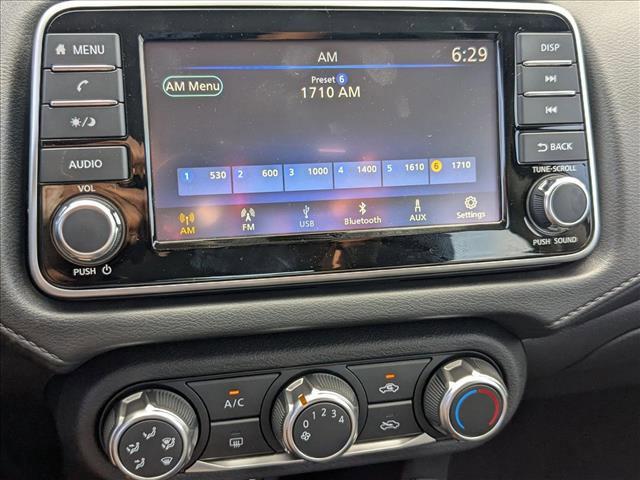 MENU
AM
6:29
DISP
AM Menu
Preset 6
1710 AM
BACK
AUDIO
VOL
TUNE·SCROLL
1 530 2 600 3 1000 4 1400 5 1610 6 1710
AM FM USB Bluetooth AUX Settings
PUSH
PUSH SOUND
A/C
0 1 2 3 4